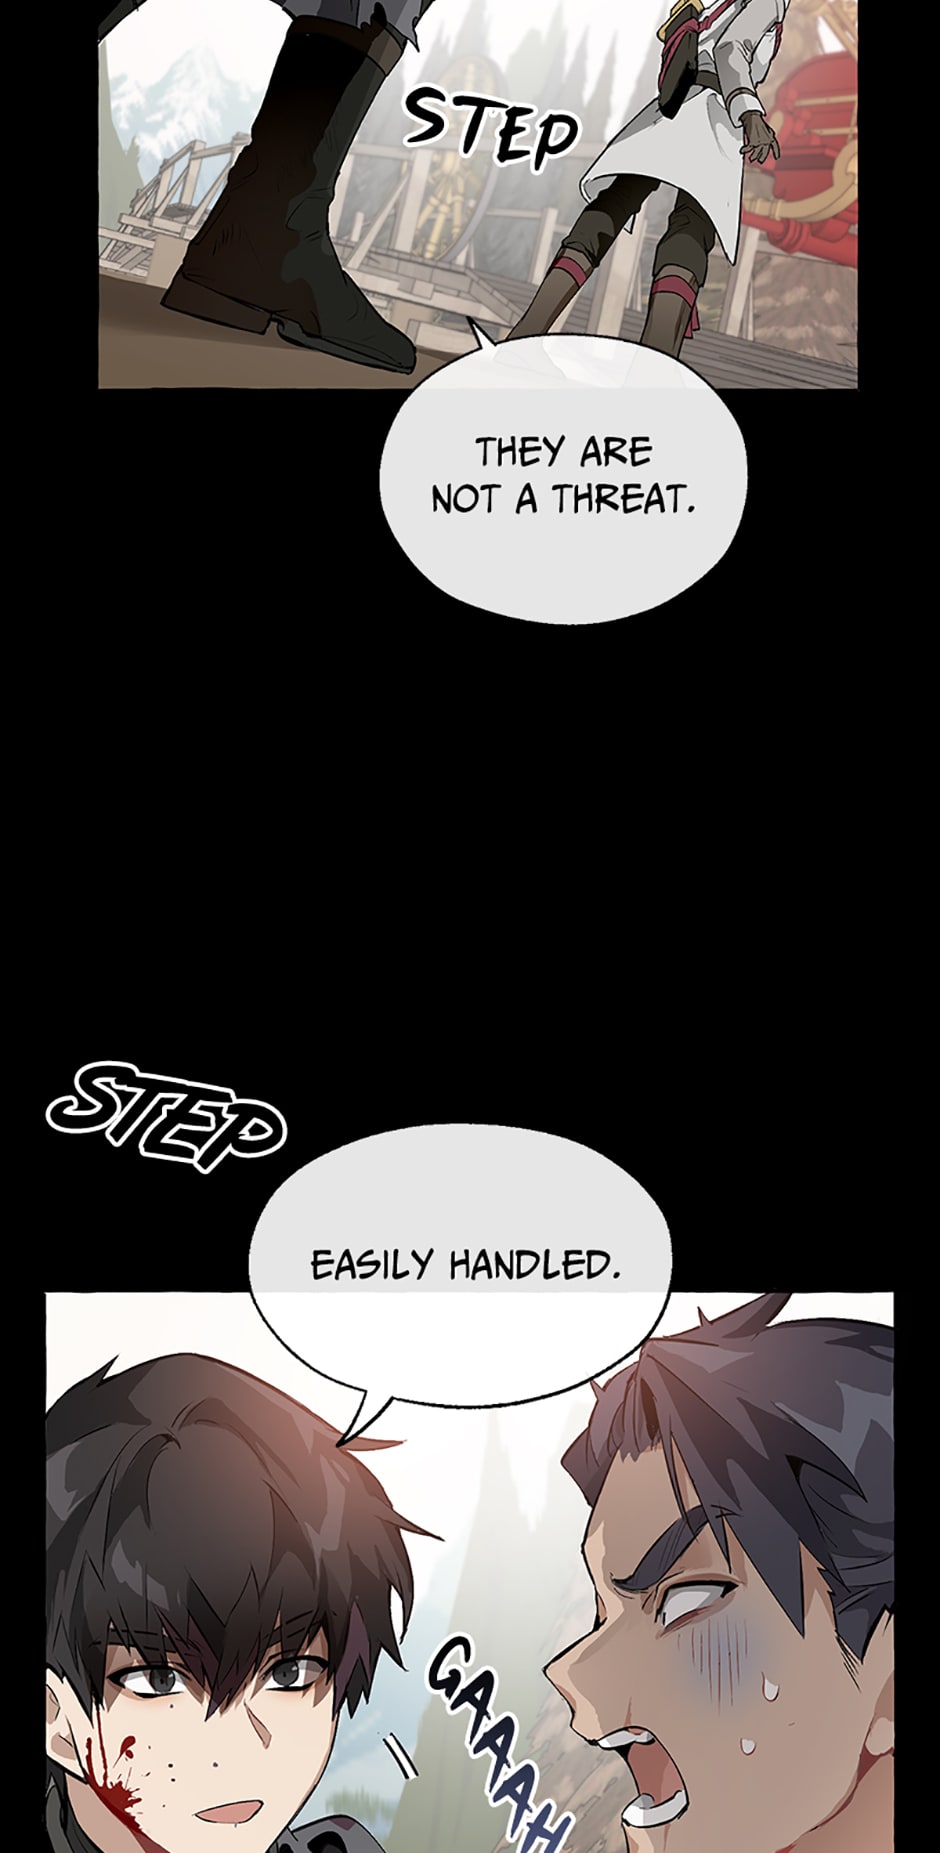 STEP
THEY ARE
NOT A THREAT.
STEP
EASILY HANDLED.
GAAAH